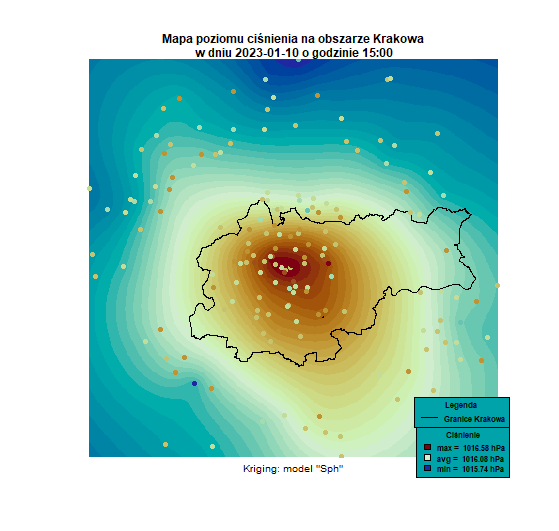 Mapa poziomu ciśnienia na obszarze Krakowa
w dniu 2023-01-10 o godzinie 15:00
Legenda
Granice Krakowa
Ciśnienie
max = 1016.58 hPa
avg = 1016.08 hPa
min = 1015.74 hPa
Kriging: model "Sph"